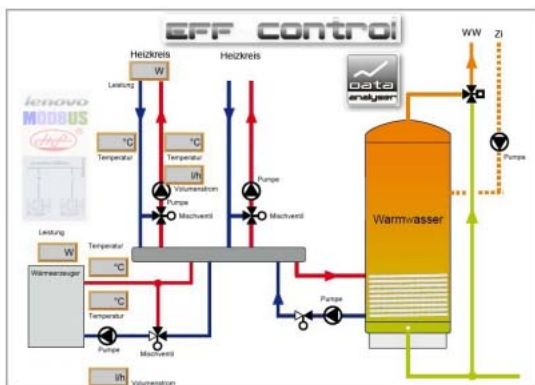 EFF control
WW
ZI
Heizkreis
Heizkreis
W
Leistung
data
analyser
lenovo
MODBUS
°C
Temperatur
°C
Temperatur
l/h
Volumenstrom
Pumpe
Pumpe
Pumpe
Mischventil
Mischventil
Warmwasser
Leistung
W
Wärmeerzeuger
Temperatur
°C
°C
Temperatur
Pumpe
Mischventil
Pumpe
l/h
Volumenstrom